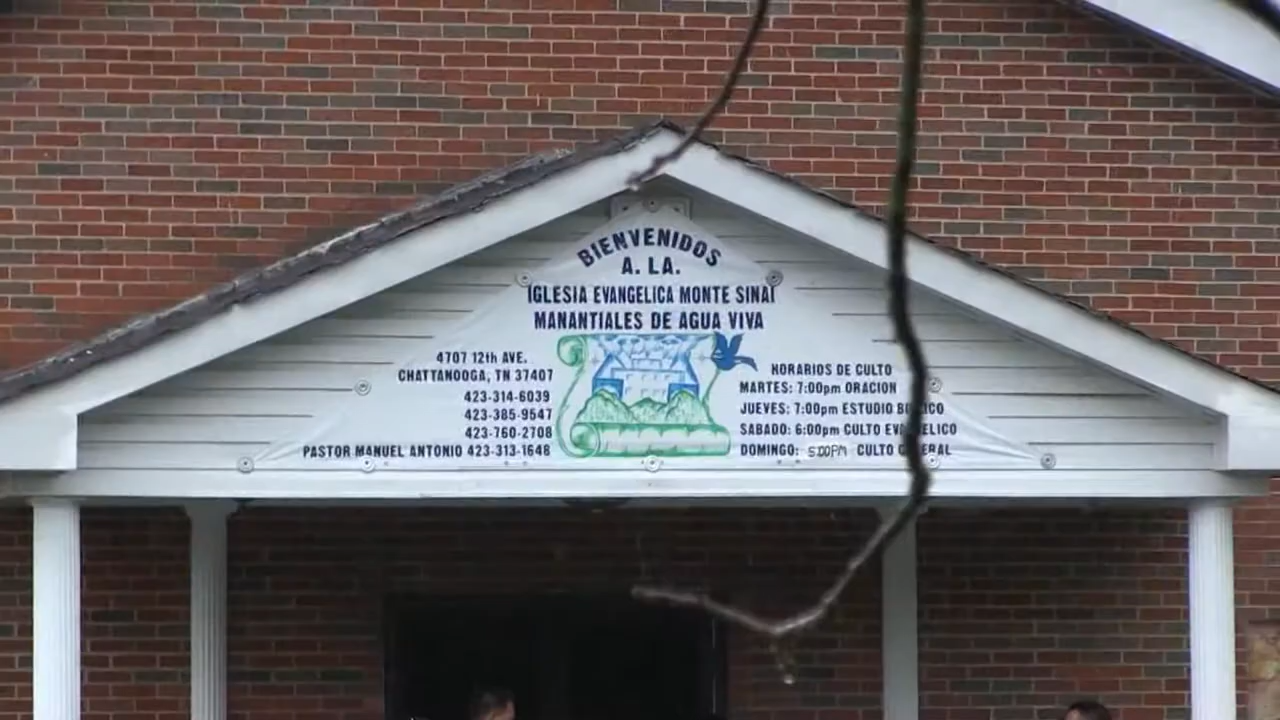 BIENVENIDOS
A. LA.
IGLESIA EVANGELICA MONTE SINAI
MANANTIALES DE AGUA VIVA
4707 12th AVE.
CHATTANOOGA, TN 37407
423-314-6039
423-385-9547
423-760-2708
PASTOR MANUEL ANTONIO 423-313-1648
HORARIOS DE CULTO
MARTES: 7:00pm ORACION
JUEVES: 7:00pm ESTUDIO
SABADO: 6:00pm CULTO
DOMINGO: 5:00PM CULTO